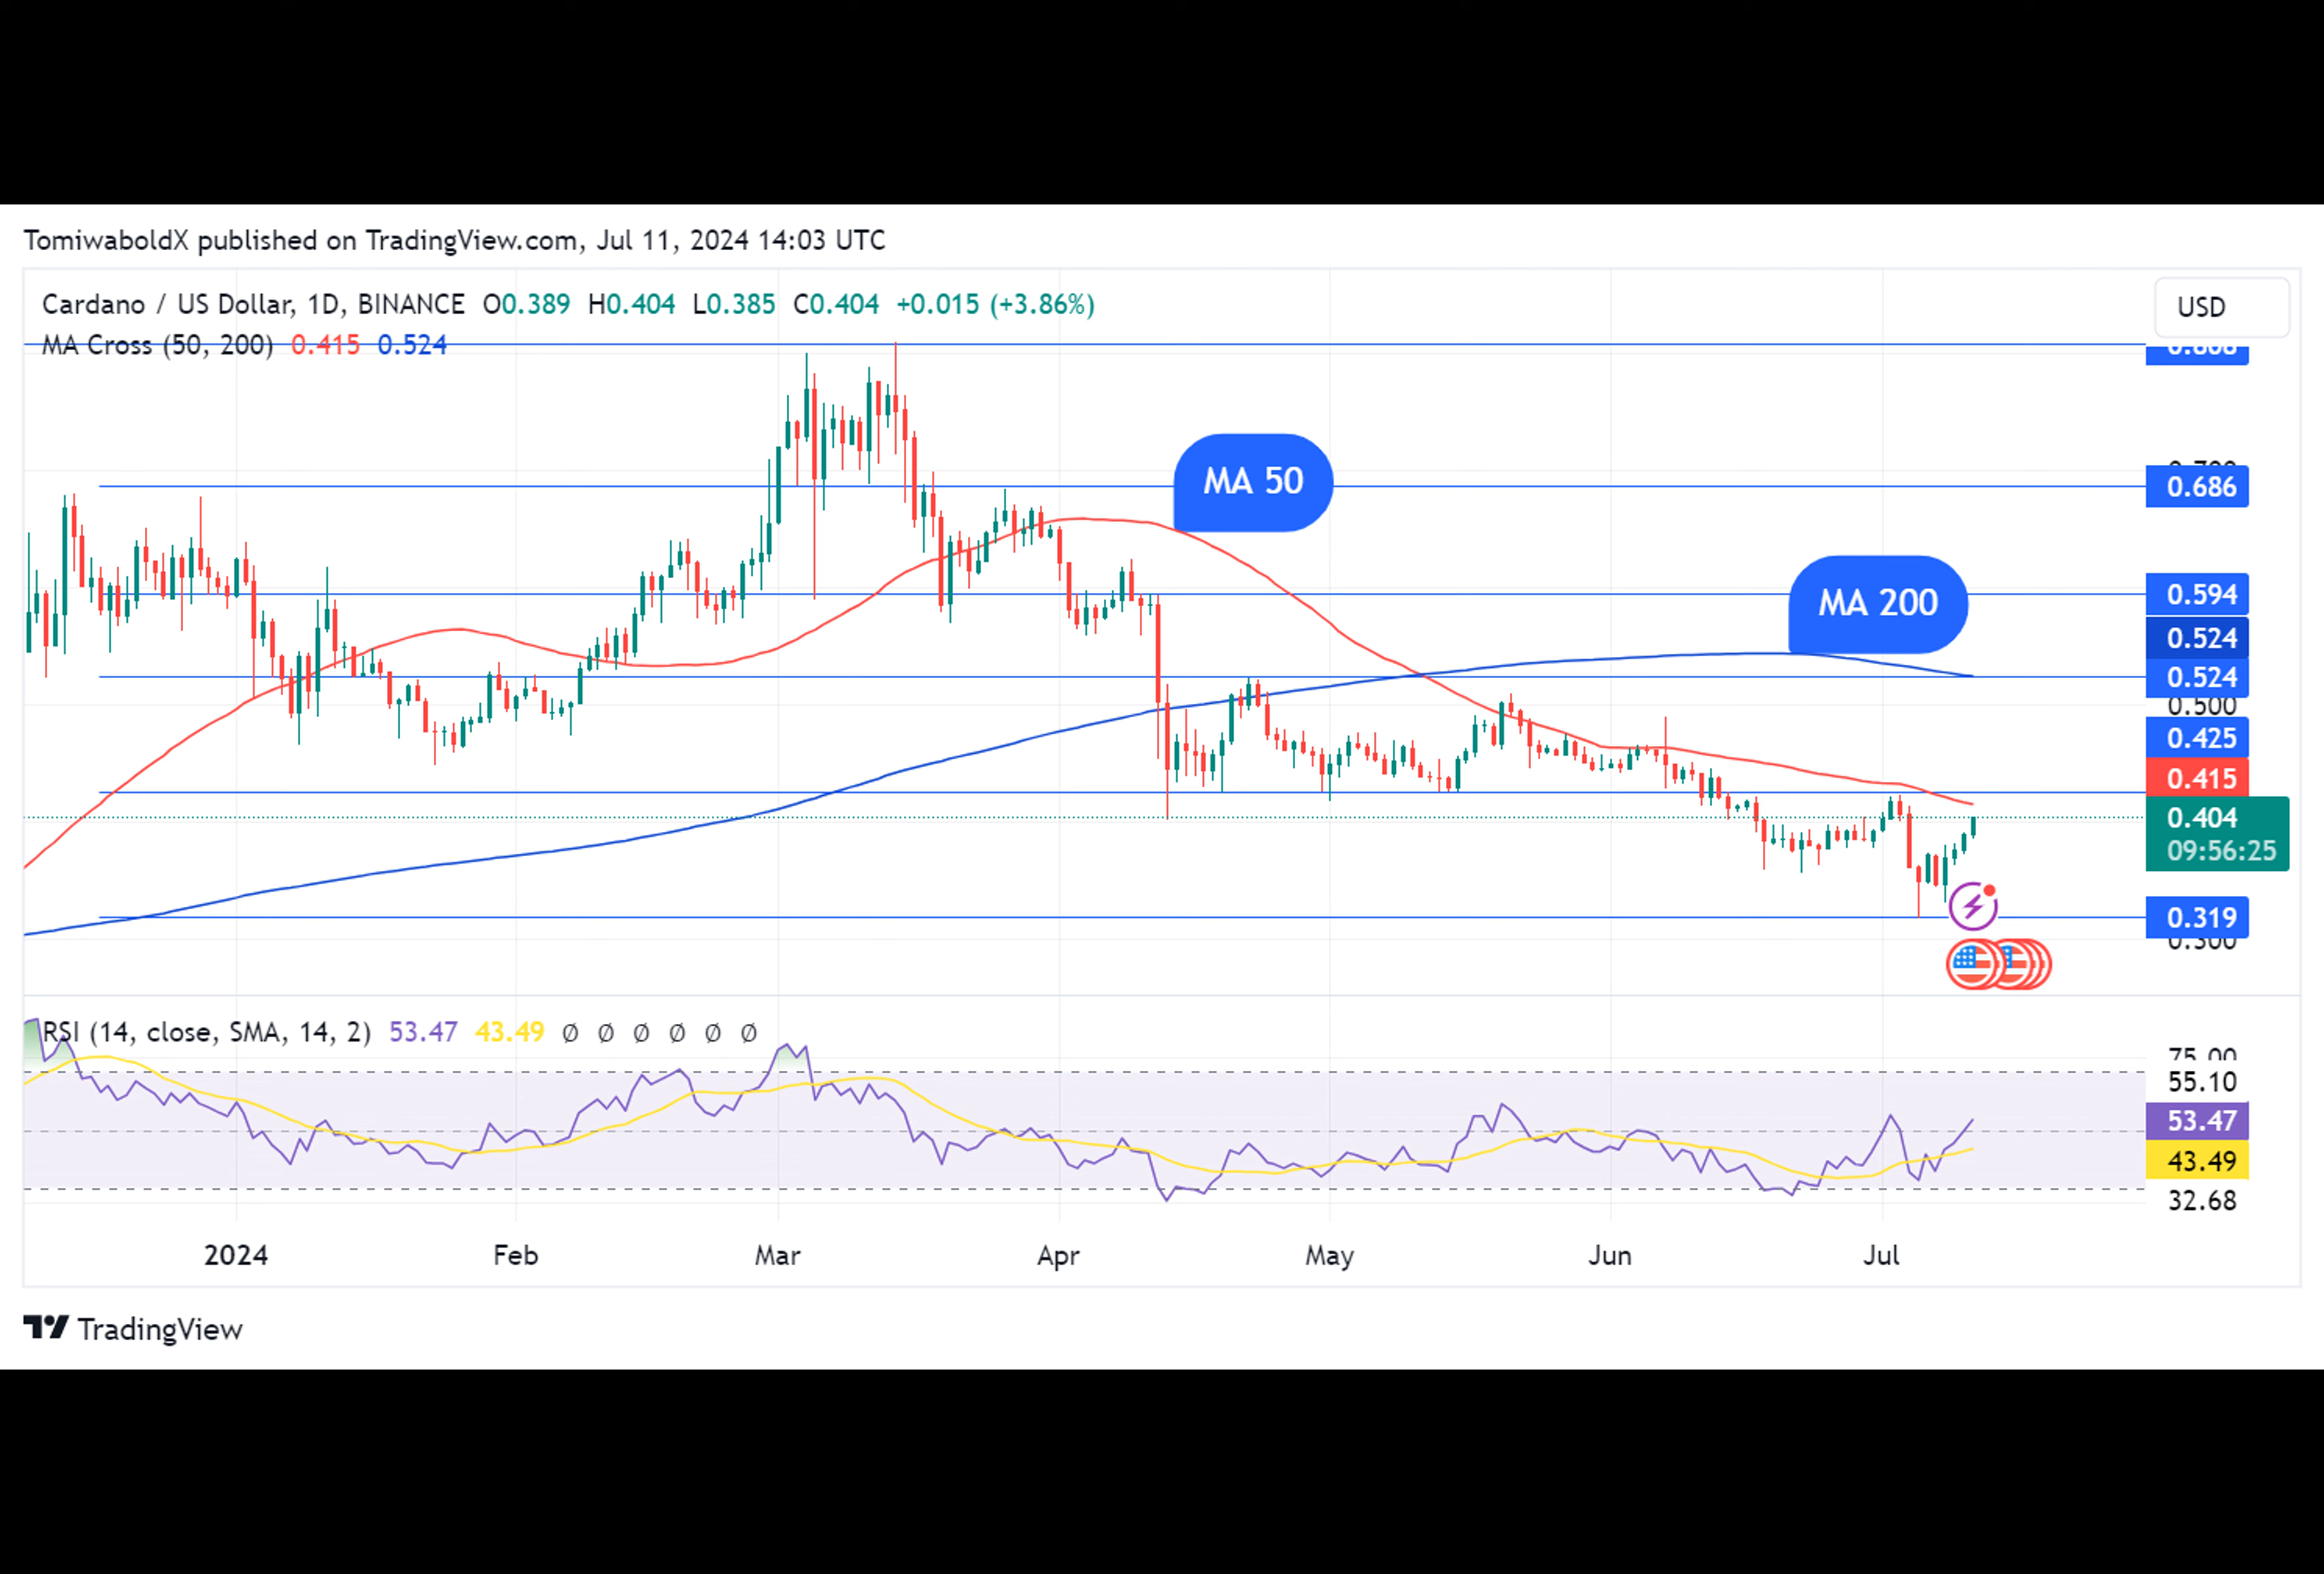 TomiwaboldX published on TradingView.com, Jul 11, 2024 14:03 UTC
Cardano / US Dollar, 1D, BINANCE O0.389 H0.404 L0.385 C0.404 +0.015 (+3.86%)
USD
MA Cross (50, 200) 0.415 0.524
MA 50
0.686
MA 200
0.594
0.524
0.524
0.500
0.425
0.415
0.404
09:56:25
0.319
0.300
RSI (14, close, SMA, 14, 2) 53.47 43.49 Ø Ø Ø Ø Ø Ø
75.00
55.10
53.47
43.49
32.68
2024 Feb Mar Apr May Jun Jul
TradingView